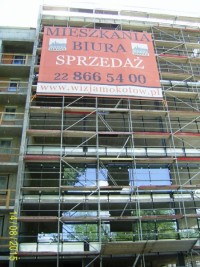 MIESZKANIA
BIURA
SPRZEDAŻ
22 866 54 00
www.wizjamokotow.pl